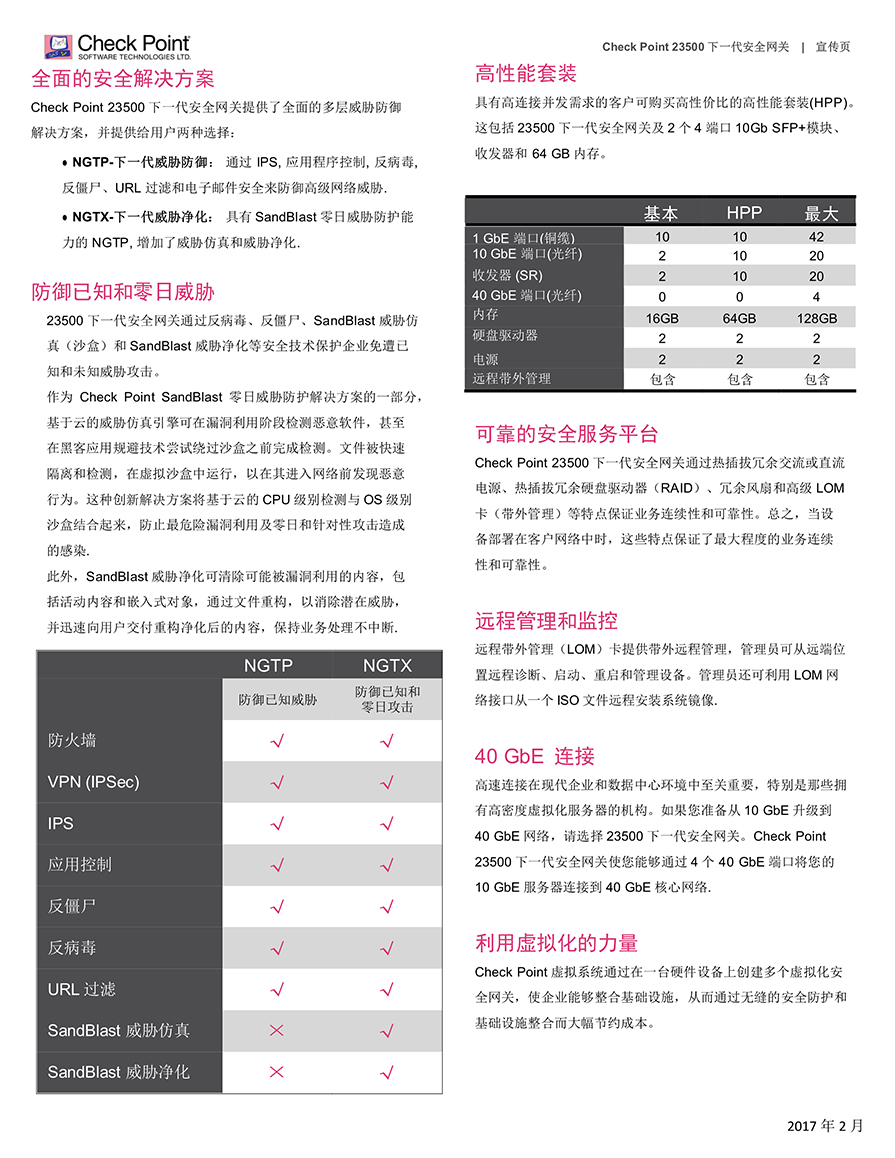 Check Point
SOFTWARE TECHNOLOGIES LTD.
Check Point 23500 下一代安全网关 | 宣传页
全面的安全解决方案
Check Point 23500 下一代安全网关提供了全面的多层威胁防御
解决方案，并提供给用户两种选择：
• NGTP-下一代威胁防御： 通过 IPS, 应用程序控制, 反病毒,
反僵尸、URL 过滤和电子邮件安全来防御高级网络威胁.
• NGTX-下一代威胁净化： 具有 SandBlast 零日威胁防护能
力的 NGTP, 增加了威胁仿真和威胁净化.
防御已知和零日威胁
23500 下一代安全网关通过反病毒、反僵尸、SandBlast 威胁仿
真（沙盒）和 SandBlast 威胁净化等安全技术保护企业免遭已
知和未知威胁攻击。
作为 Check Point SandBlast 零日威胁防护解决方案的一部分，
基于云的威胁仿真引擎可在漏洞利用阶段检测恶意软件，甚至
在黑客应用规避技术尝试绕过沙盒之前完成检测。文件被快速
隔离和检测，在虚拟沙盒中运行，以在其进入网络前发现恶意
行为。这种创新解决方案将基于云的 CPU 级别检测与 OS 级别
沙盒结合起来，防止最危险漏洞利用及零日和针对性攻击造成
的感染.
此外，SandBlast 威胁净化可清除可能被漏洞利用的内容，包
括活动内容和嵌入式对象，通过文件重构，以消除潜在威胁，
并迅速向用户交付重构净化后的内容，保持业务处理不中断.
NGTP NGTX
防御已知威胁 防御已知和
零日攻击
防火墙 √ √
VPN (IPSec) √ √
IPS √ √
应用控制 √ √
反僵尸 √ √
反病毒 √ √
URL 过滤 √ √
SandBlast 威胁仿真 × √
SandBlast 威胁净化 × √
高性能套装
具有高连接并发需求的客户可购买高性价比的高性能套装(HPP)。
这包括 23500 下一代安全网关及 2 个 4 端口 10Gb SFP+模块、
收发器和 64 GB 内存。
基本 HPP 最大
1 GbE 端口(铜缆) 10 10 42
10 GbE 端口(光纤) 2 10 20
收发器 (SR) 2 10 20
40 GbE 端口(光纤) 0 0 4
内存 16GB 64GB 128GB
硬盘驱动器 2 2 2
电源 2 2 2
远程带外管理 包含 包含 包含
可靠的安全服务平台
Check Point 23500 下一代安全网关通过热插拔冗余交流或直流
电源、热插拔冗余硬盘驱动器（RAID）、冗余风扇和高级 LOM
卡（带外管理）等特点保证业务连续性和可靠性。总之，当设
备部署在客户网络中时，这些特点保证了最大程度的业务连续
性和可靠性。
远程管理和监控
远程带外管理（LOM）卡提供带外远程管理，管理员可从远端位
置远程诊断、启动、重启和管理设备。管理员还可利用 LOM 网
络接口从一个 ISO 文件远程安装系统镜像.
40 GbE 连接
高速连接在现代企业和数据中心环境中至关重要，特别是那些拥
有高密度虚拟化服务器的机构。如果您准备从 10 GbE 升级到
40 GbE 网络，请选择 23500 下一代安全网关。Check Point
23500 下一代安全网关使您能够通过 4 个 40 GbE 端口将您的
10 GbE 服务器连接到 40 GbE 核心网络.
利用虚拟化的力量
Check Point 虚拟系统通过在一台硬件设备上创建多个虚拟化安
全网关，使企业能够整合基础设施，从而通过无缝的安全防护和
基础设施整合而大幅节约成本。
2017 年 2 月